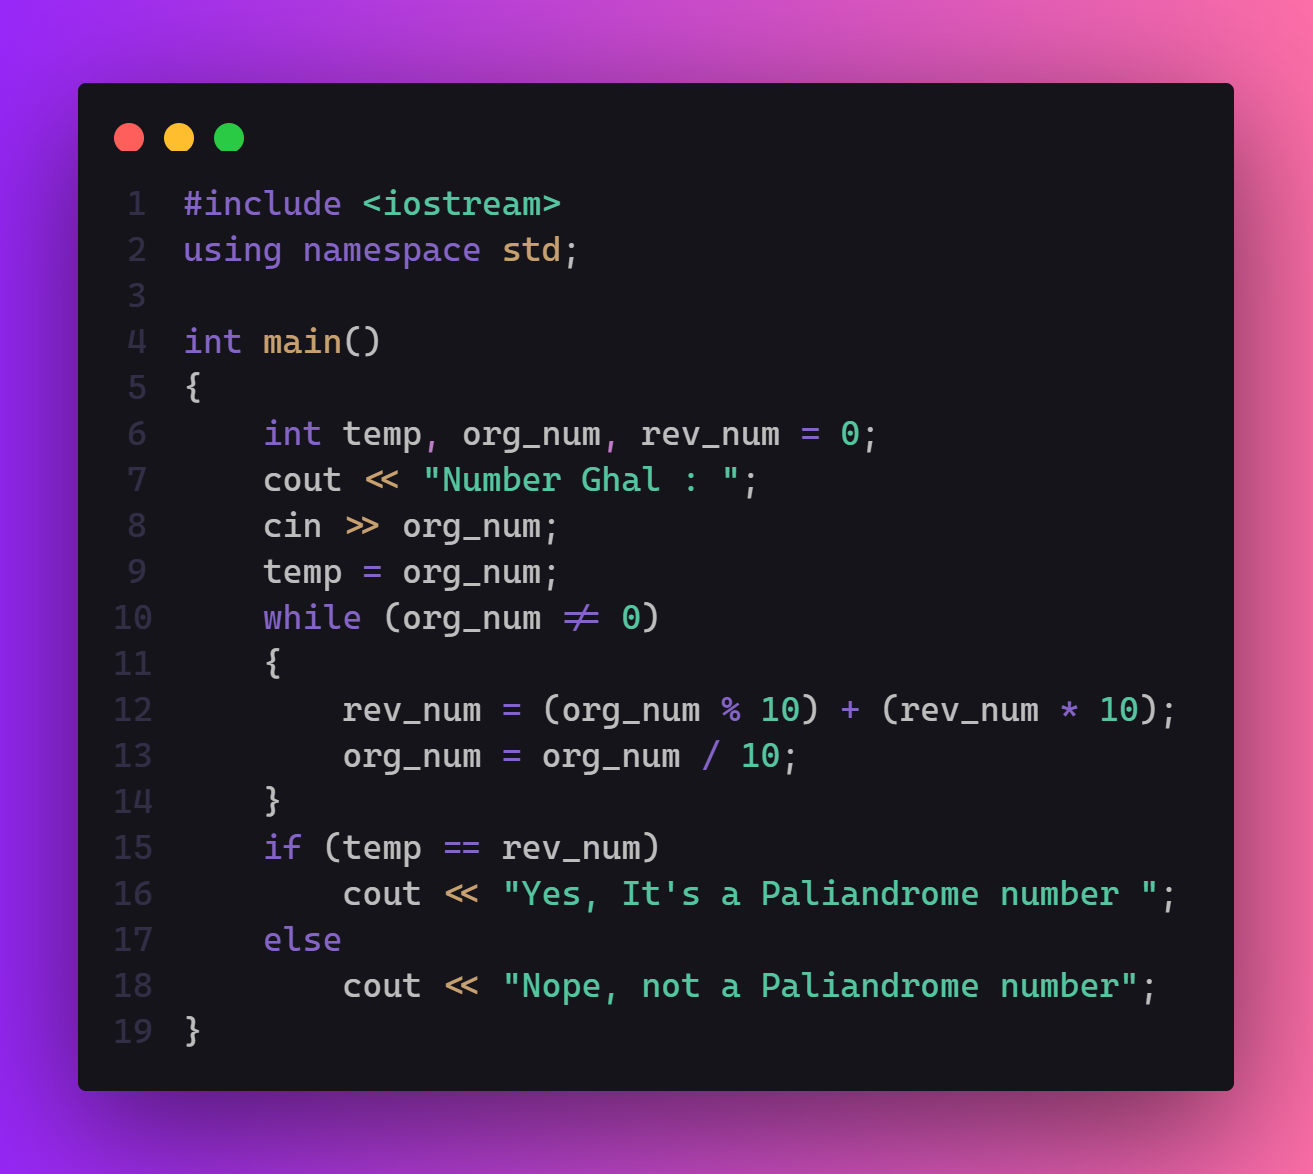 1 #include <iostream>
2 using namespace std;
3
4 int main()
5 {
6     int temp, org_num, rev_num = 0;
7     cout << "Number Ghal : ";
8     cin >> org_num;
9     temp = org_num;
10     while (org_num != 0)
11     {
12         rev_num = (org_num % 10) + (rev_num * 10);
13         org_num = org_num / 10;
14     }
15     if (temp == rev_num)
16         cout << "Yes, It's a Paliandrome number ";
17     else
18         cout << "Nope, not a Paliandrome number";
19 }